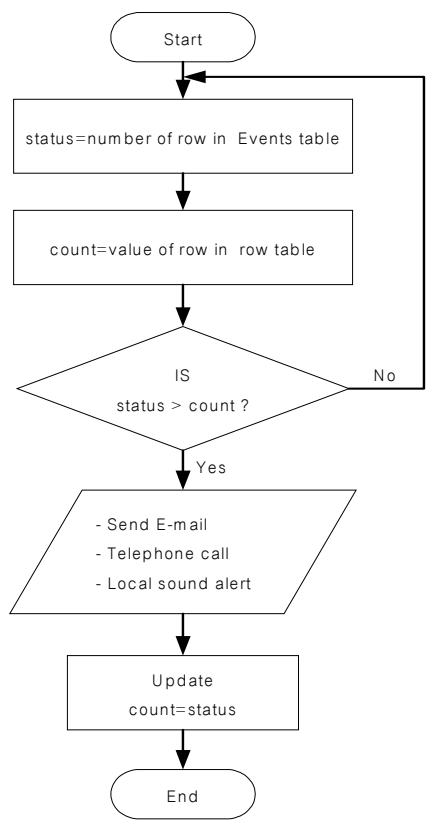 Start
status=number of row in Events table
count=value of row in row table
IS
status > count ?
No
Yes
- Send E-mail
- Telephone call
- Local sound alert
Update
count=status
End